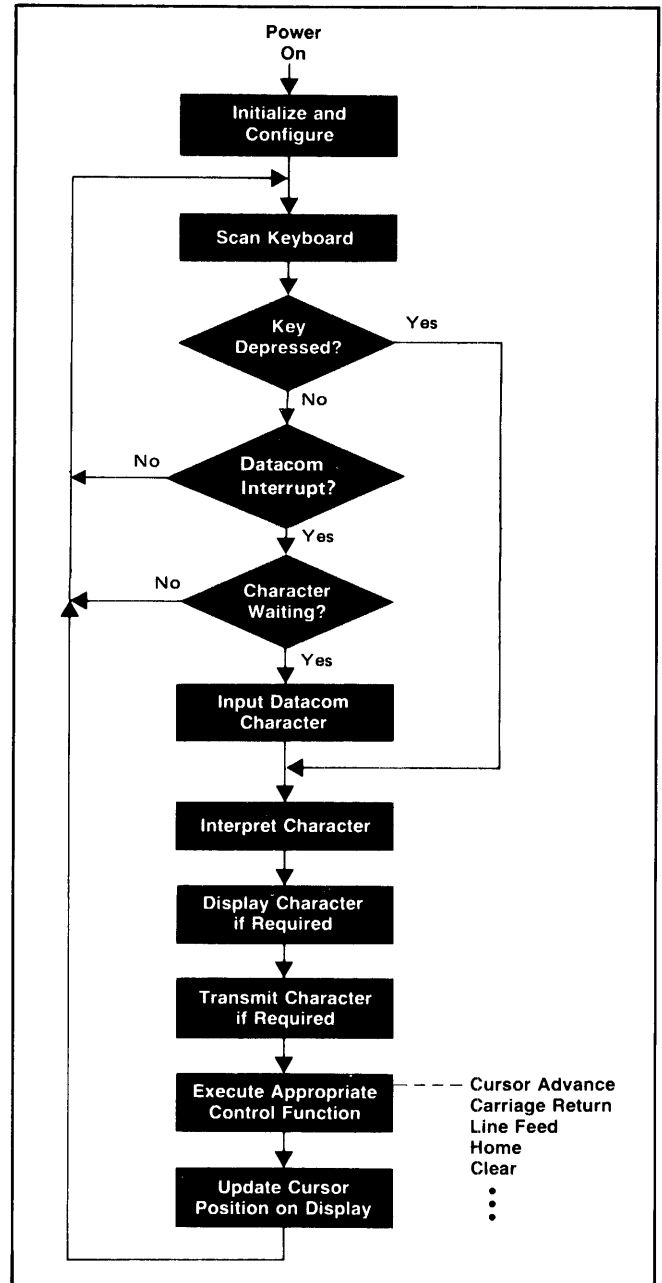 Power
On
Initialize and
Configure
Scan Keyboard
Key
Depressed?
Yes
No
Datacom
Interrupt?
No
Yes
Character
Waiting?
No
Yes
Input Datacom
Character
Interpret Character
Display Character
if Required
Transmit Character
if Required
Execute Appropriate
Control Function
Cursor Advance
Carriage Return
Line Feed
Home
Clear
Update Cursor
Position on Display